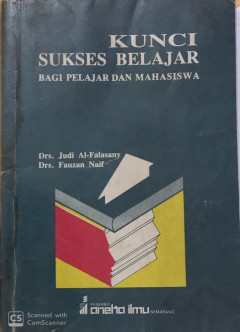 KUNCI
SUKSES BELAJAR
BAGI PELAJAR DAN MAHASISWA
Drs. Judi Al-Falasany
Drs. Fauzan Naif
PENERBIT
aneka ilmu SEMARANG
CS Scanned with
CamScanner